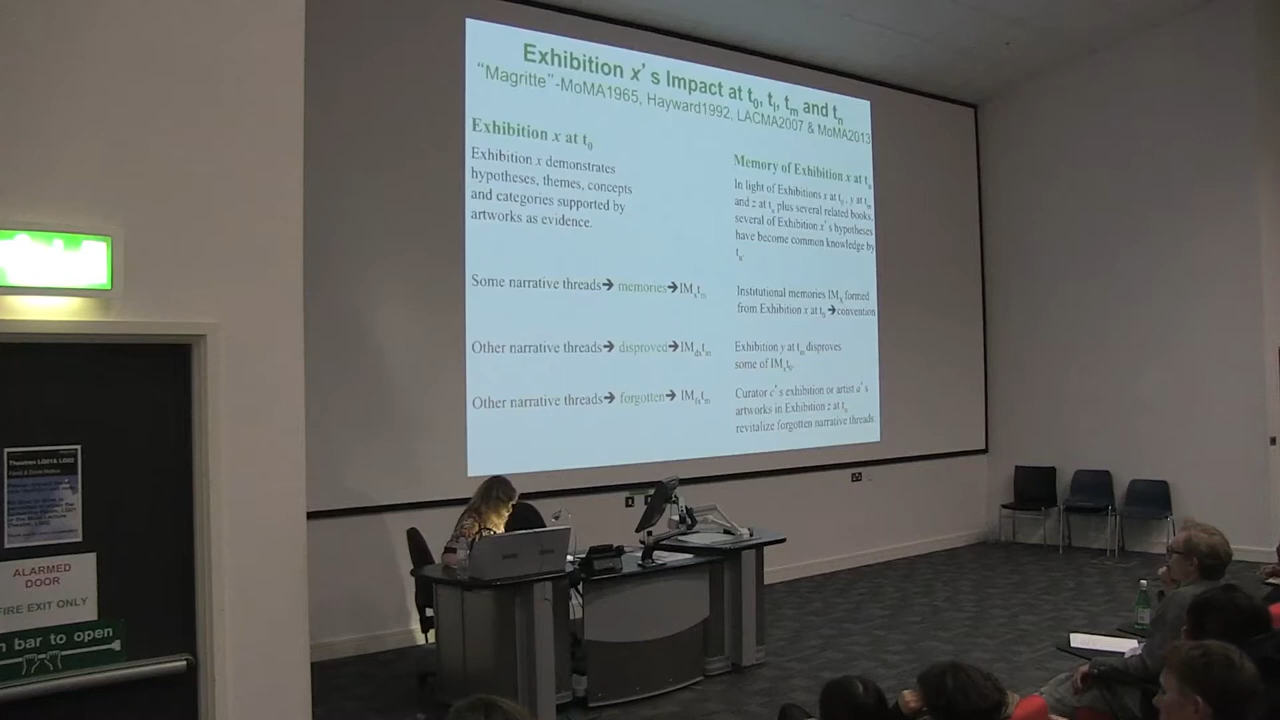 Exhibition x's Impact at t0, ti, tm and tn
"Magritte"-MoMA1965, Hayward1992, LACMA2007 & MoMA2013
Exhibition x at t0
Exhibition x demonstrates
hypotheses, themes, concepts
and categories supported by
artworks as evidence.
Some narrative threads➔ memories➔IMxtm
Other narrative threads➔ disproved➔IMdxtm
Other narrative threads➔ forgotten➔ IMfxtm
Memory of Exhibition x at tn
In light of Exhibitions x at t0, y at tm
and z at tn plus several related books,
several of Exhibition x's hypotheses
have become common knowledge by
tn.
Institutional memories IMx formed
from Exhibition x at t0 ➔convention
Exhibition y at tm disproves
some of IMxt0.
Curator c's exhibition or artist a's
artworks in Exhibition z at tn
revitalize forgotten narrative threads.
Theatres LG01 & LG02
ALARMED
DOOR
FIRE EXIT ONLY
bar to open